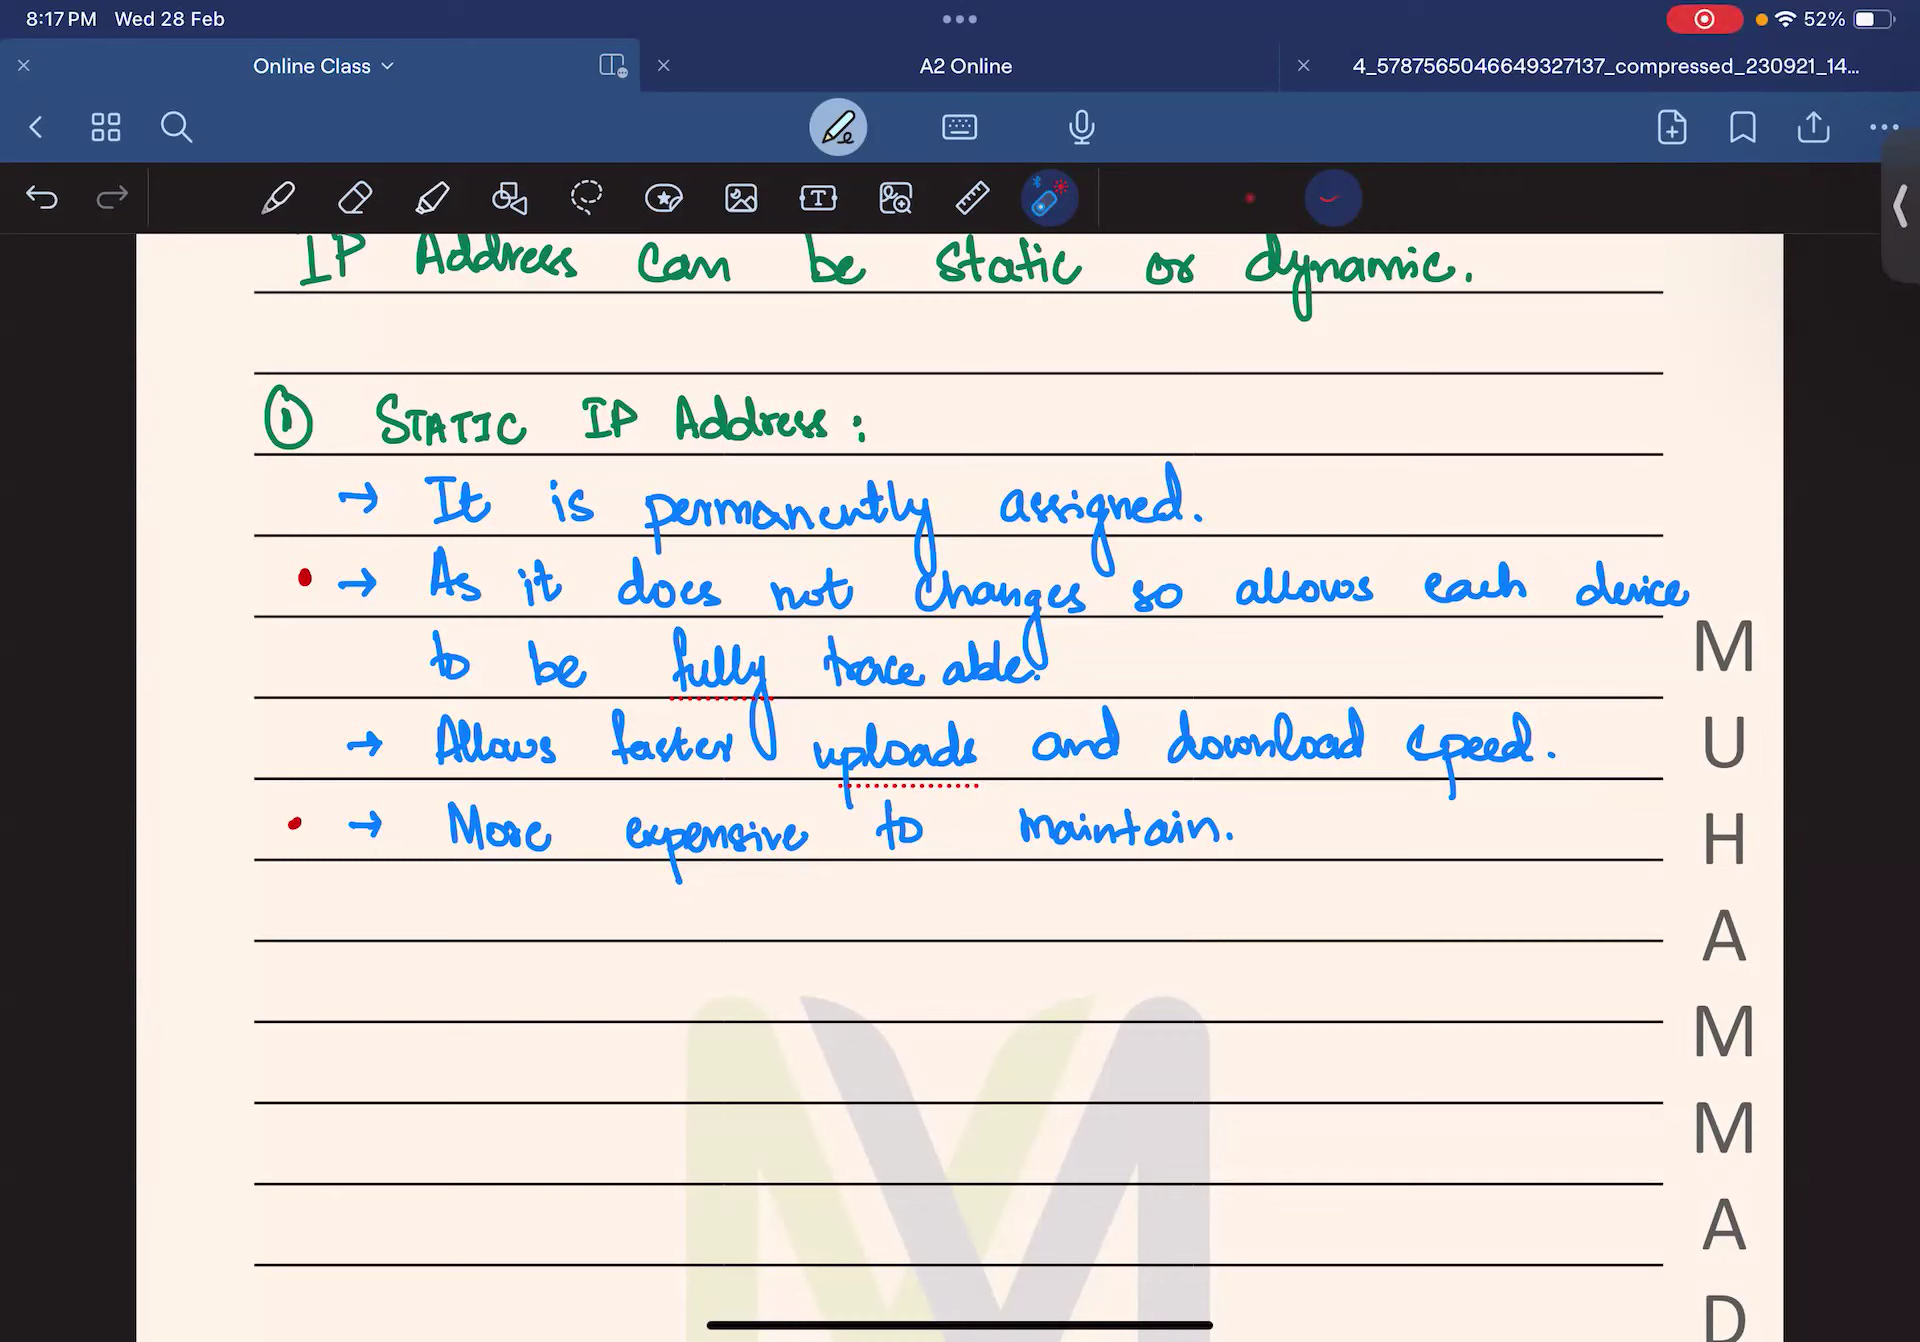 8:17 PM Wed 28 Feb
52%
Online Class
A2 Online
4_5787565046649327137_compressed_230921_14...
IP Address can be static or dynamic.
1 STATIC IP Address:
→ It is permanently assigned.
→ As it does not changes so allows each device
to be fully trace able.
→ Allows faster uploads and download speed.
→ More expensive to maintain.
M
U
H
A
M
M
A
D